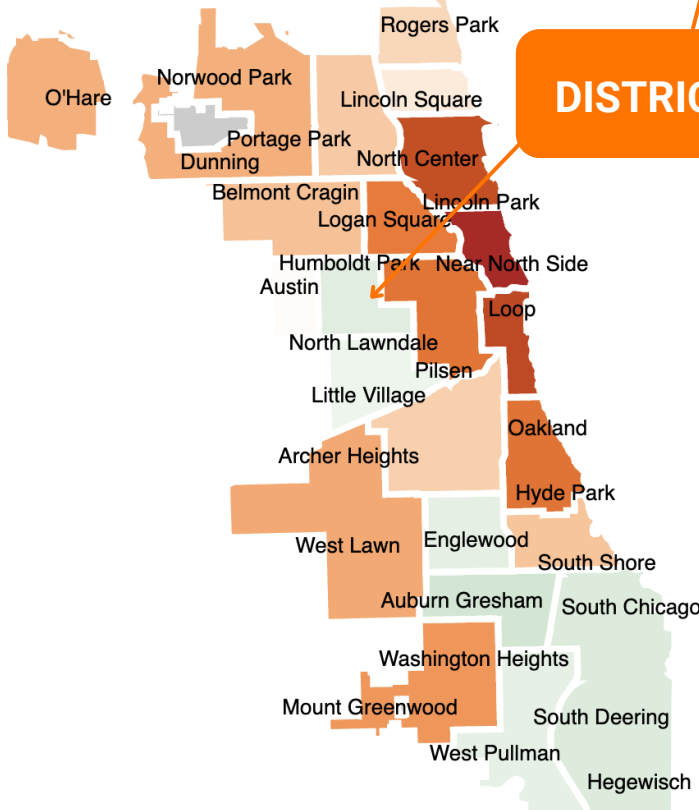 Rogers Park
DISTRIC
Norwood Park
O'Hare
Lincoln Square
Portage Park
North Center
Dunning
Belmont Cragin
Lincoln Park
Logan Square
Humboldt Park
Near North Side
Austin
Loop
North Lawndale
Pilsen
Little Village
Oakland
Archer Heights
Hyde Park
Englewood
West Lawn
South Shore
Auburn Gresham
South Chicago
Washington Heights
Mount Greenwood
South Deering
West Pullman
Hegewisch